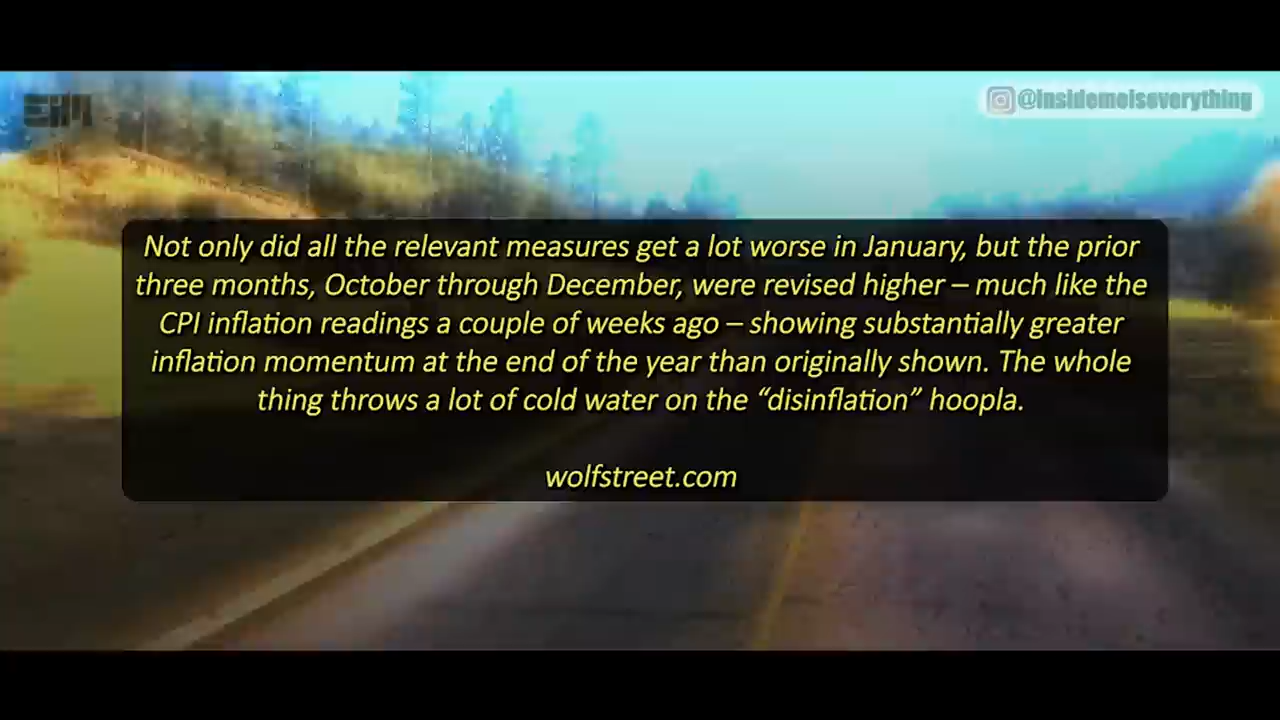 @insidemeiseverything
Not only did all the relevant measures get a lot worse in January, but the prior
three months, October through December, were revised higher – much like the
CPI inflation readings a couple of weeks ago – showing substantially greater
inflation momentum at the end of the year than originally shown. The whole
thing throws a lot of cold water on the “disinflation” hoopla.
wolfstreet.com